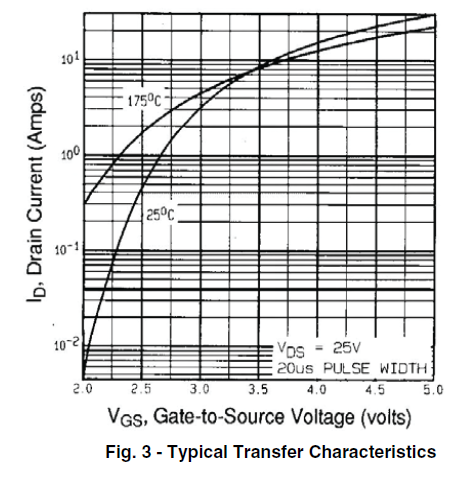 I_D, Drain Current (Amps)
10¹
10⁰
10⁻¹
10⁻²
175ºC
25ºC
V_DS = 25V
20us PULSE WIDTH
2.0 2.5 3.0 3.5 4.0 4.5 5.0
V_GS, Gate-to-Source Voltage (volts)
Fig. 3 - Typical Transfer Characteristics